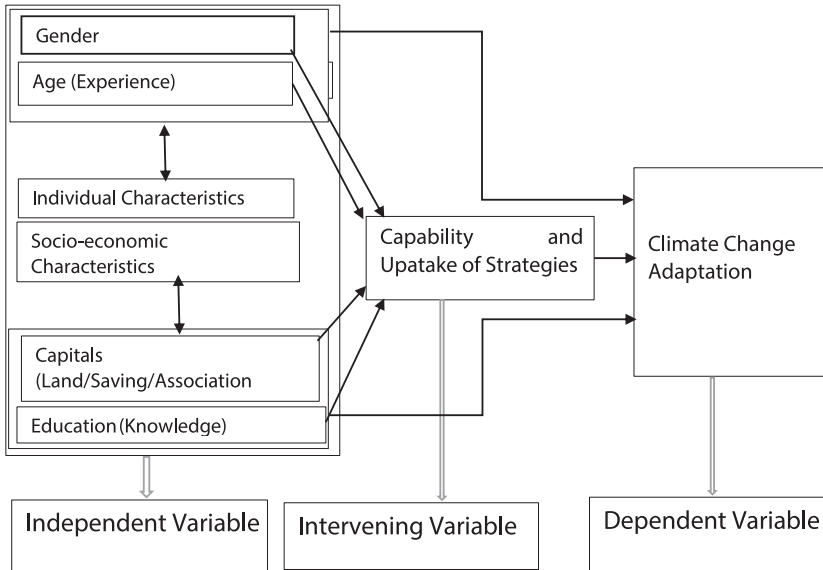 Gender
Age (Experience)
Individual Characteristics
Socio-economic
Characteristics
Capitals
(Land/Saving/Association
Education (Knowledge)
Capability and
Upatake of Strategies
Climate Change
Adaptation
Independent Variable
Intervening Variable
Dependent Variable